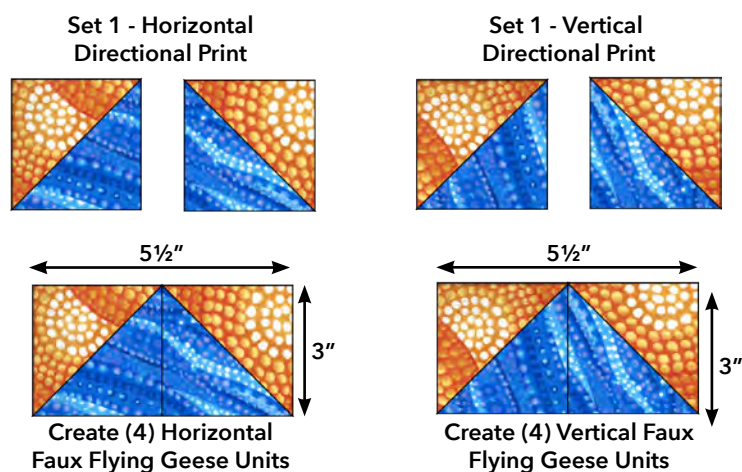 Set 1 - Horizontal
Directional Print
Set 1 - Vertical
Directional Print
5½”
3”
Create (4) Horizontal
Faux Flying Geese Units
5½”
3”
Create (4) Vertical Faux
Flying Geese Units